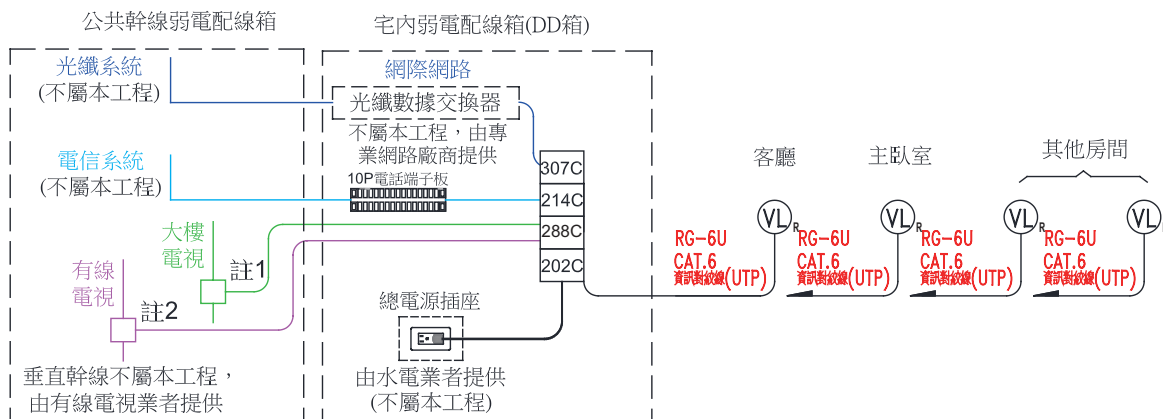 公共幹線弱電配線箱
宅內弱電配線箱(DD箱)
光纖系統
(不屬本工程)
網際網路
光纖數據交換器
不屬本工程，由專
業網路廠商提供
電信系統
(不屬本工程)
10P電話端子板
307C
214C
288C
202C
大樓
電視
註1
有線
電視
註2
總電源插座
由水電業者提供
(不屬本工程)
垂直幹線不屬本工程，
由有線電視業者提供
客廳
主臥室
其他房間
VL
R
VL
R
VL
R
VL
RG-6U
CAT.6
資訊對絞線(UTP)
RG-6U
CAT.6
資訊對絞線(UTP)
RG-6U
CAT.6
資訊對絞線(UTP)
RG-6U
CAT.6
資訊對絞線(UTP)